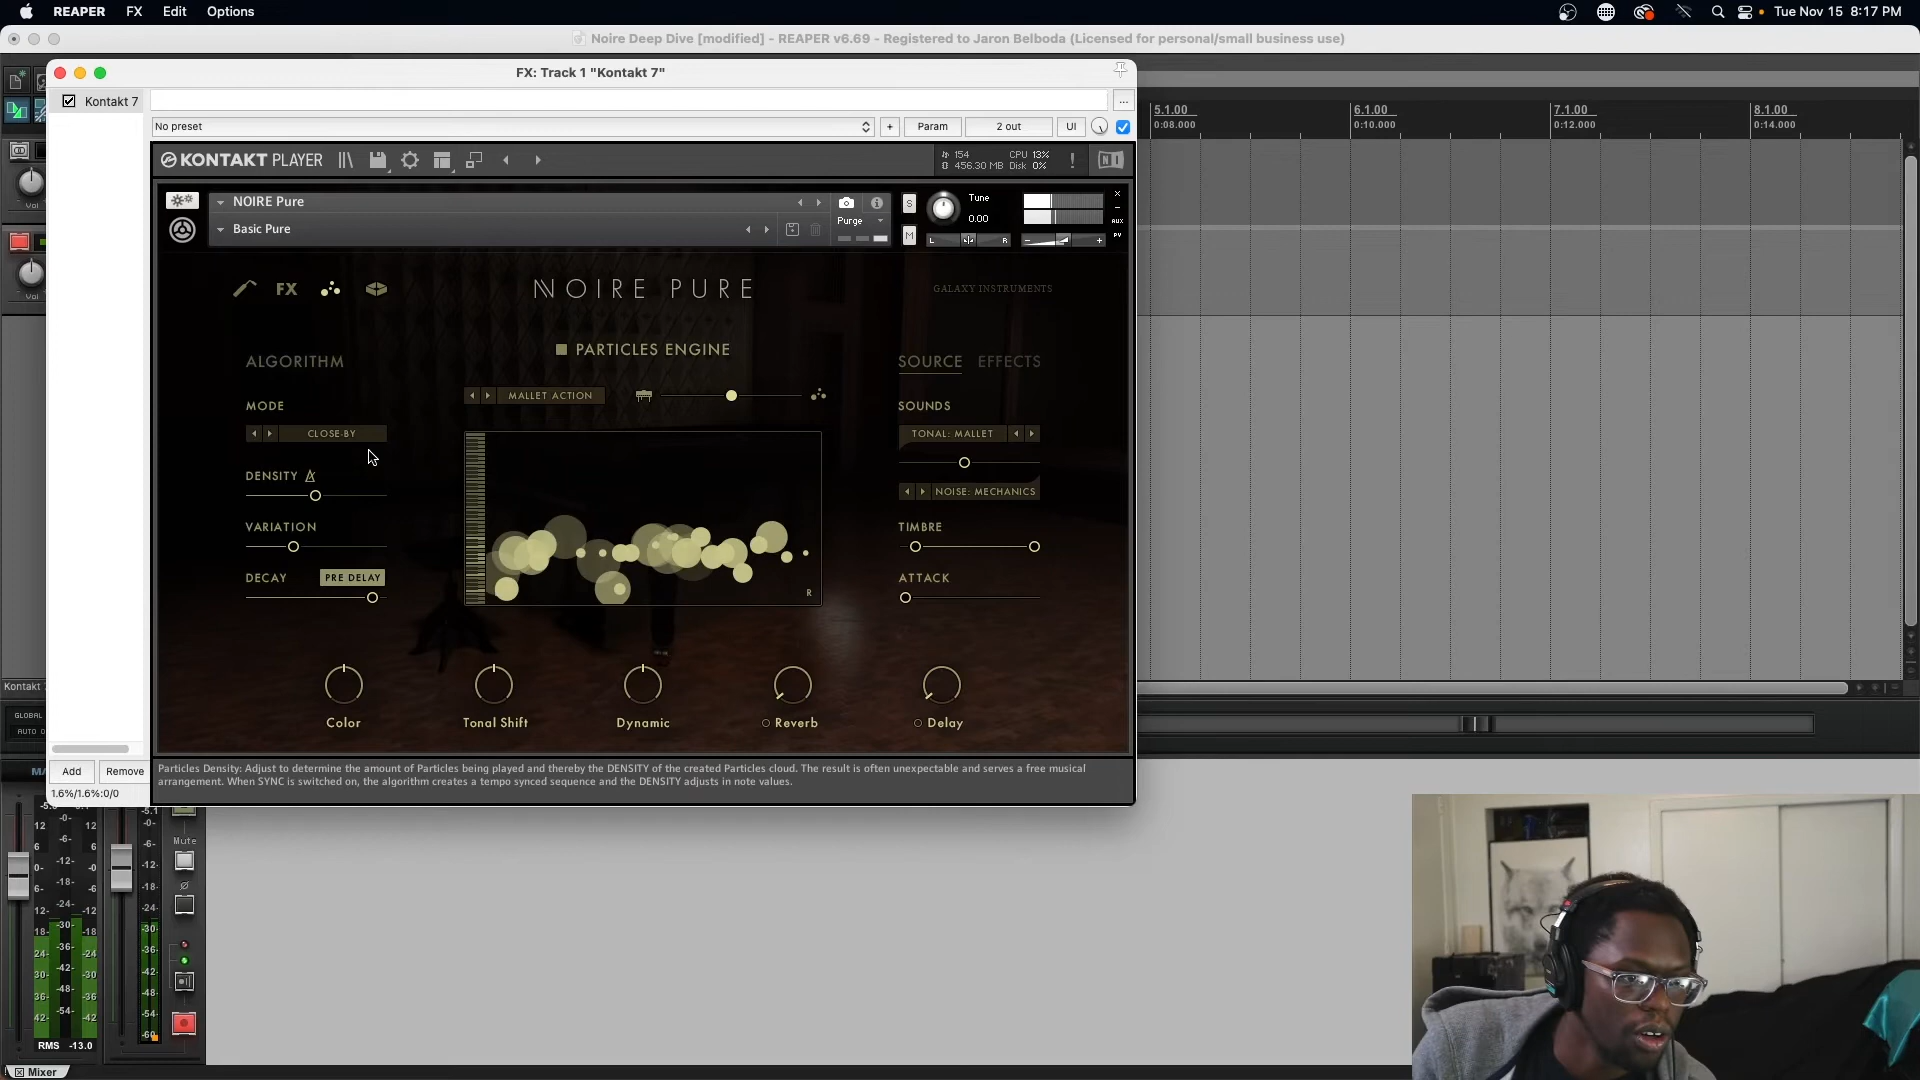 REAPER FX Edit Options
Tue Nov 15 8:17 PM
Noire Deep Dive [modified] - REAPER v6.69 - Registered to Jaron Belboda (Licensed for personal/small business use)
FX: Track 1 "Kontakt 7"
Kontakt 7
...
No preset
+
Param
2 out
UI
5.1.00
0:08.000
6.1.00
0:10.000
7.1.00
0:12.000
8.1.00
0:14.000
KONTAKT PLAYER
154
CPU 13%
456.30 MB
Disk 0%
!
NOIRE Pure
Basic Pure
Purge
S
M
Tune
0.00
L
R
AUX
PV
Vol
Vol
FX
NOIRE PURE
GALAXY INSTRUMENTS
PARTICLES ENGINE
ALGORITHM
SOURCE EFFECTS
MALLET ACTION
MODE
CLOSE-BY
SOUNDS
TONAL: MALLET
DENSITY
NOISE: MECHANICS
VARIATION
TIMBRE
DECAY
PRE DELAY
ATTACK
R
Color
Tonal Shift
Dynamic
Reverb
Delay
Kontakt
GLOBAL
AUTO
Add
Remove
1.6%/1.6%:0/0
Particles Density: Adjust to determine the amount of Particles being played and thereby the DENSITY of the created Particles cloud. The result is often unexpectable and serves a free musical
arrangement. When SYNC is switched on, the algorithm creates a tempo synced sequence and the DENSITY adjusts in note values.
Mute
RMS -13.0
Mixer